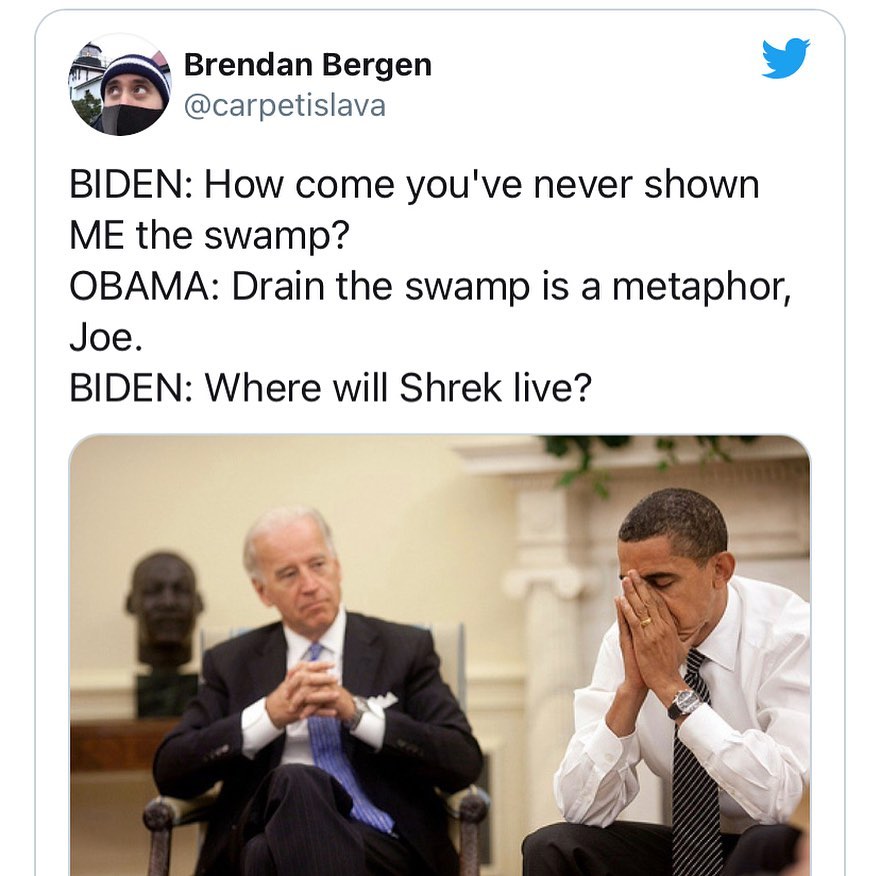 Brendan Bergen
@carpetislava
BIDEN: How come you've never shown
ME the swamp?
OBAMA: Drain the swamp is a metaphor,
Joe.
BIDEN: Where will Shrek live?